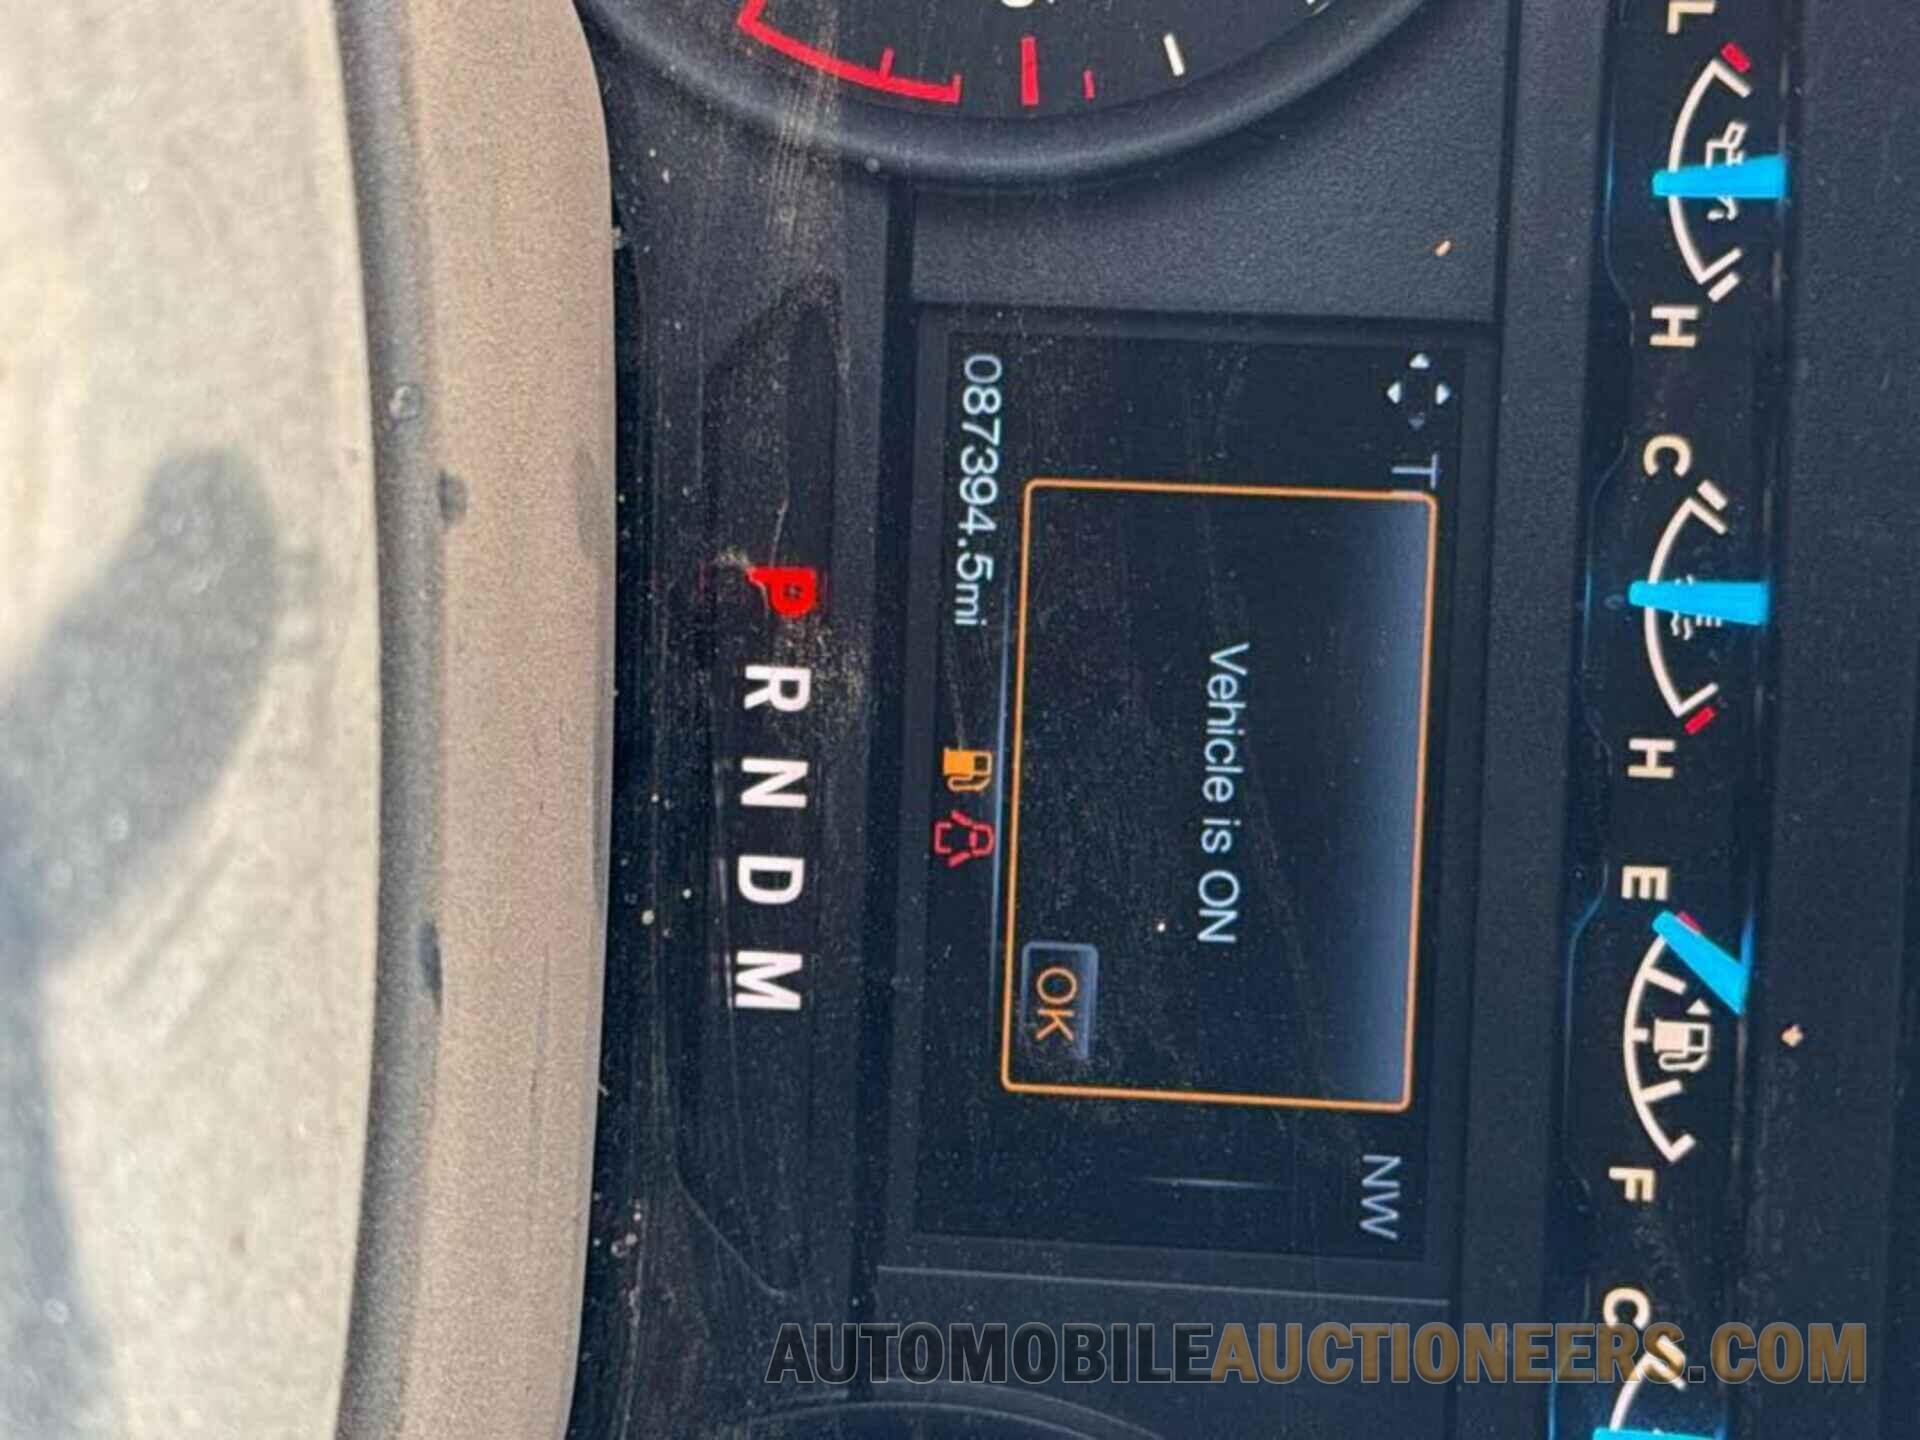 L H C H E F C
T NW
Vehicle is ON
OK
087394.5mi
P R N D M
AUTOMOBILEAUCTIONEERS.COM